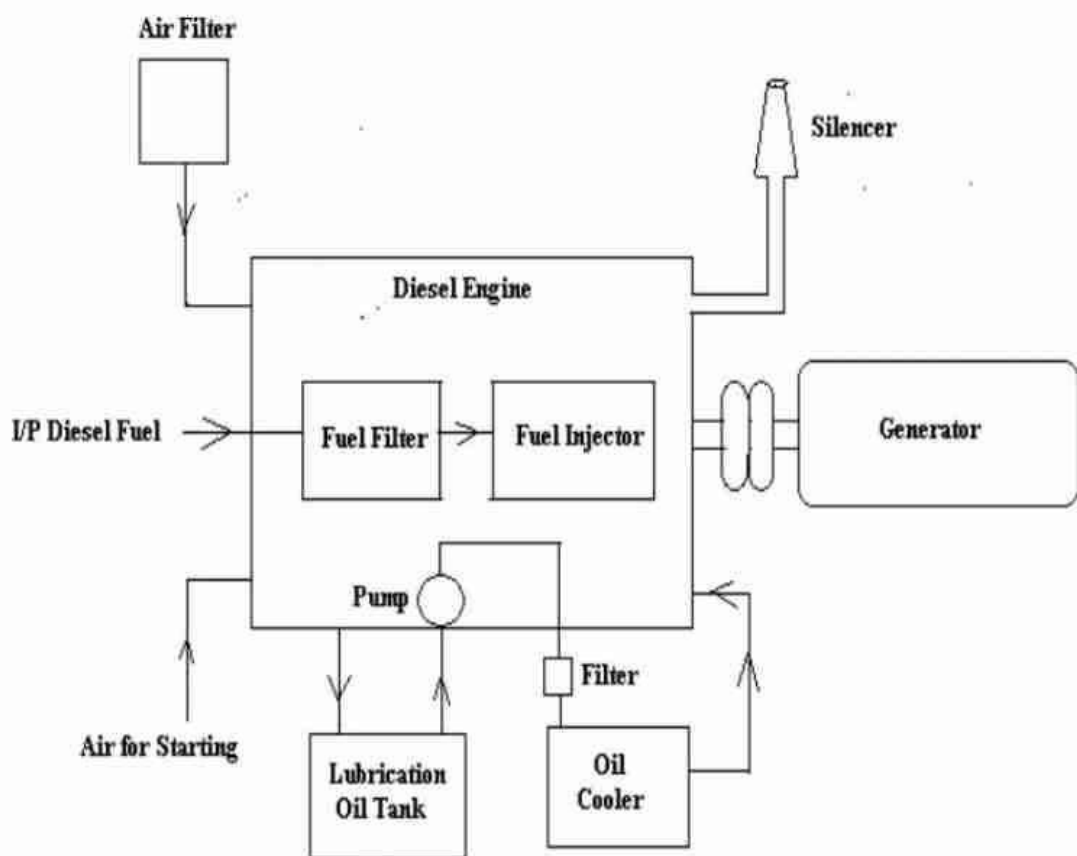 Air Filter
Silencer
Diesel Engine
I/P Diesel Fuel
Fuel Filter
Fuel Injector
Generator
Pump
Filter
Air for Starting
Lubrication
Oil Tank
Oil
Cooler